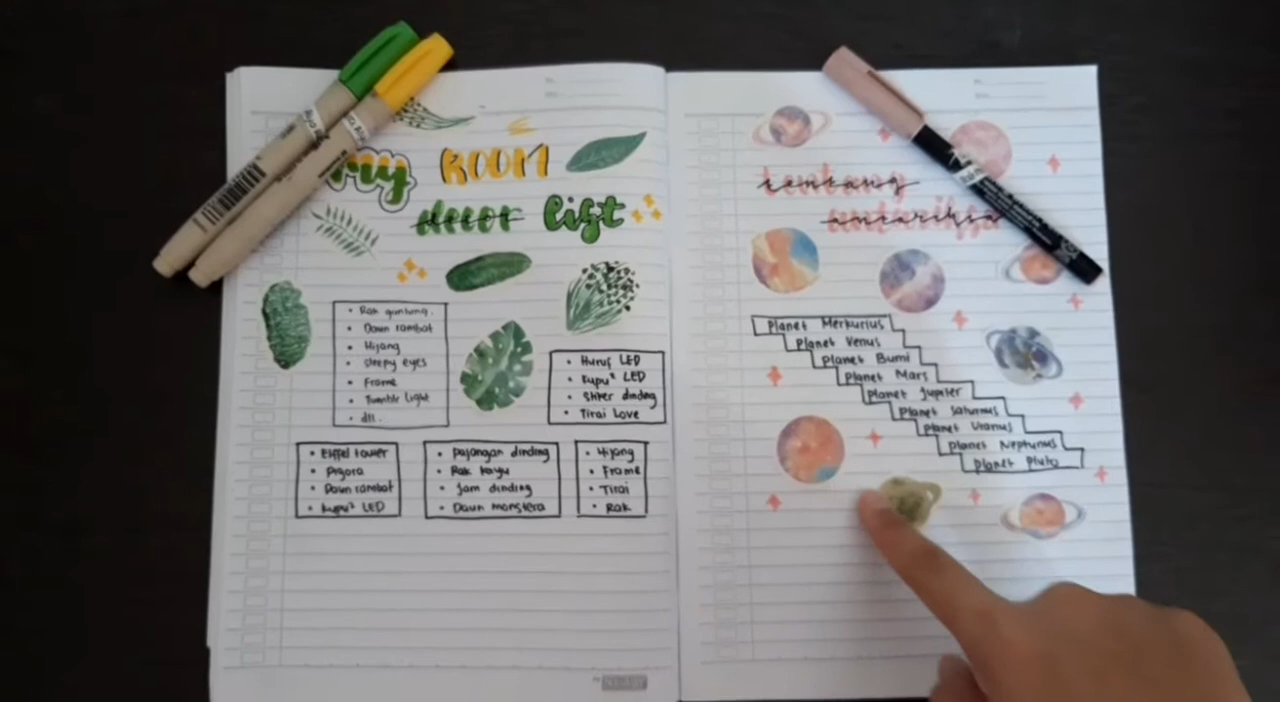 my ROOM
decor list
• Rak gantung.
• Daun rambat
• Hijang
• sleepy eyes
• Frame
• Tumblr light
• dll.
• Huruf LED
• Kupu² LED
• Stiker dinding
• Tirai Love
• Eiffel tower
• Pigora
• Daun rambat
• Kupu² LED
• pajangan dinding
• Rak kayu
• Jam dinding
• Daun monstera
• Hijang
• Frame
• Tirai
• Rak
tentang
antariksa
Planet Merkurius
Planet Venus
Planet Bumi
Planet Mars
planet Jupiter
planet Saturnus
planet Uranus
planet Neptunus
planet Pluto